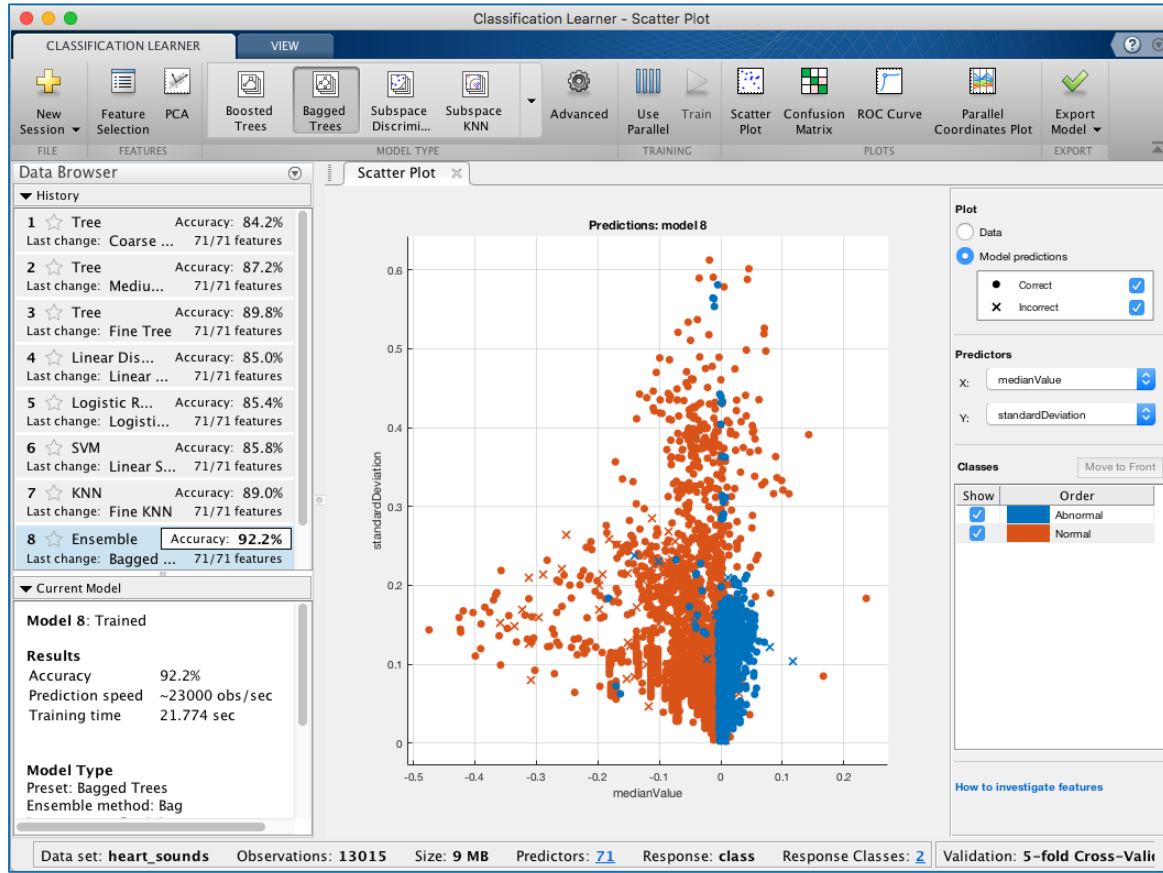 Classification Learner - Scatter Plot
CLASSIFICATION LEARNER VIEW
?
New Session
Feature Selection
PCA
Boosted Trees
Bagged Trees
Subspace Discrimi...
Subspace KNN
Advanced
Use Parallel
Train
Scatter Plot
Confusion Matrix
ROC Curve
Parallel Coordinates Plot
Export Model
FILE FEATURES MODEL TYPE TRAINING PLOTS EXPORT
Data Browser
History
1 Tree Accuracy: 84.2%
Last change: Coarse ... 71/71 features
2 Tree Accuracy: 87.2%
Last change: Mediu... 71/71 features
3 Tree Accuracy: 89.8%
Last change: Fine Tree 71/71 features
4 Linear Dis... Accuracy: 85.0%
Last change: Linear ... 71/71 features
5 Logistic R... Accuracy: 85.4%
Last change: Logisti... 71/71 features
6 SVM Accuracy: 85.8%
Last change: Linear S... 71/71 features
7 KNN Accuracy: 89.0%
Last change: Fine KNN 71/71 features
8 Ensemble Accuracy: 92.2%
Last change: Bagged ... 71/71 features
Current Model
Model 8: Trained
Results
Accuracy 92.2%
Prediction speed ~23000 obs/sec
Training time 21.774 sec
Model Type
Preset: Bagged Trees
Ensemble method: Bag
Scatter Plot
Predictions: model 8
0.6
0.5
0.4
0.3
0.2
0.1
0
standardDeviation
-0.5 -0.4 -0.3 -0.2 -0.1 0 0.1 0.2
medianValue
Plot
Data
Model predictions
Correct
Incorrect
Predictors
X: medianValue
Y: standardDeviation
Classes Move to Front
Show Order
Abnormal
Normal
How to investigate features
Data set: heart_sounds Observations: 13015 Size: 9 MB Predictors: 71 Response: class Response Classes: 2 Validation: 5-fold Cross-Vali